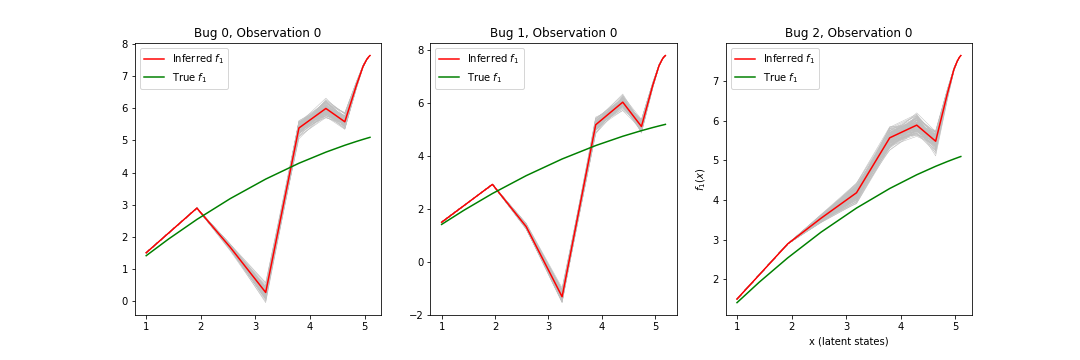 Bug 0, Observation 0
Inferred f₁
True f₁
8
7
6
5
4
3
2
1
0
1 2 3 4 5
Bug 1, Observation 0
Inferred f₁
True f₁
8
6
4
2
0
−2
1 2 3 4 5
Bug 2, Observation 0
Inferred f₁
True f₁
f₁(x)
7
6
5
4
3
2
1 2 3 4 5
x (latent states)